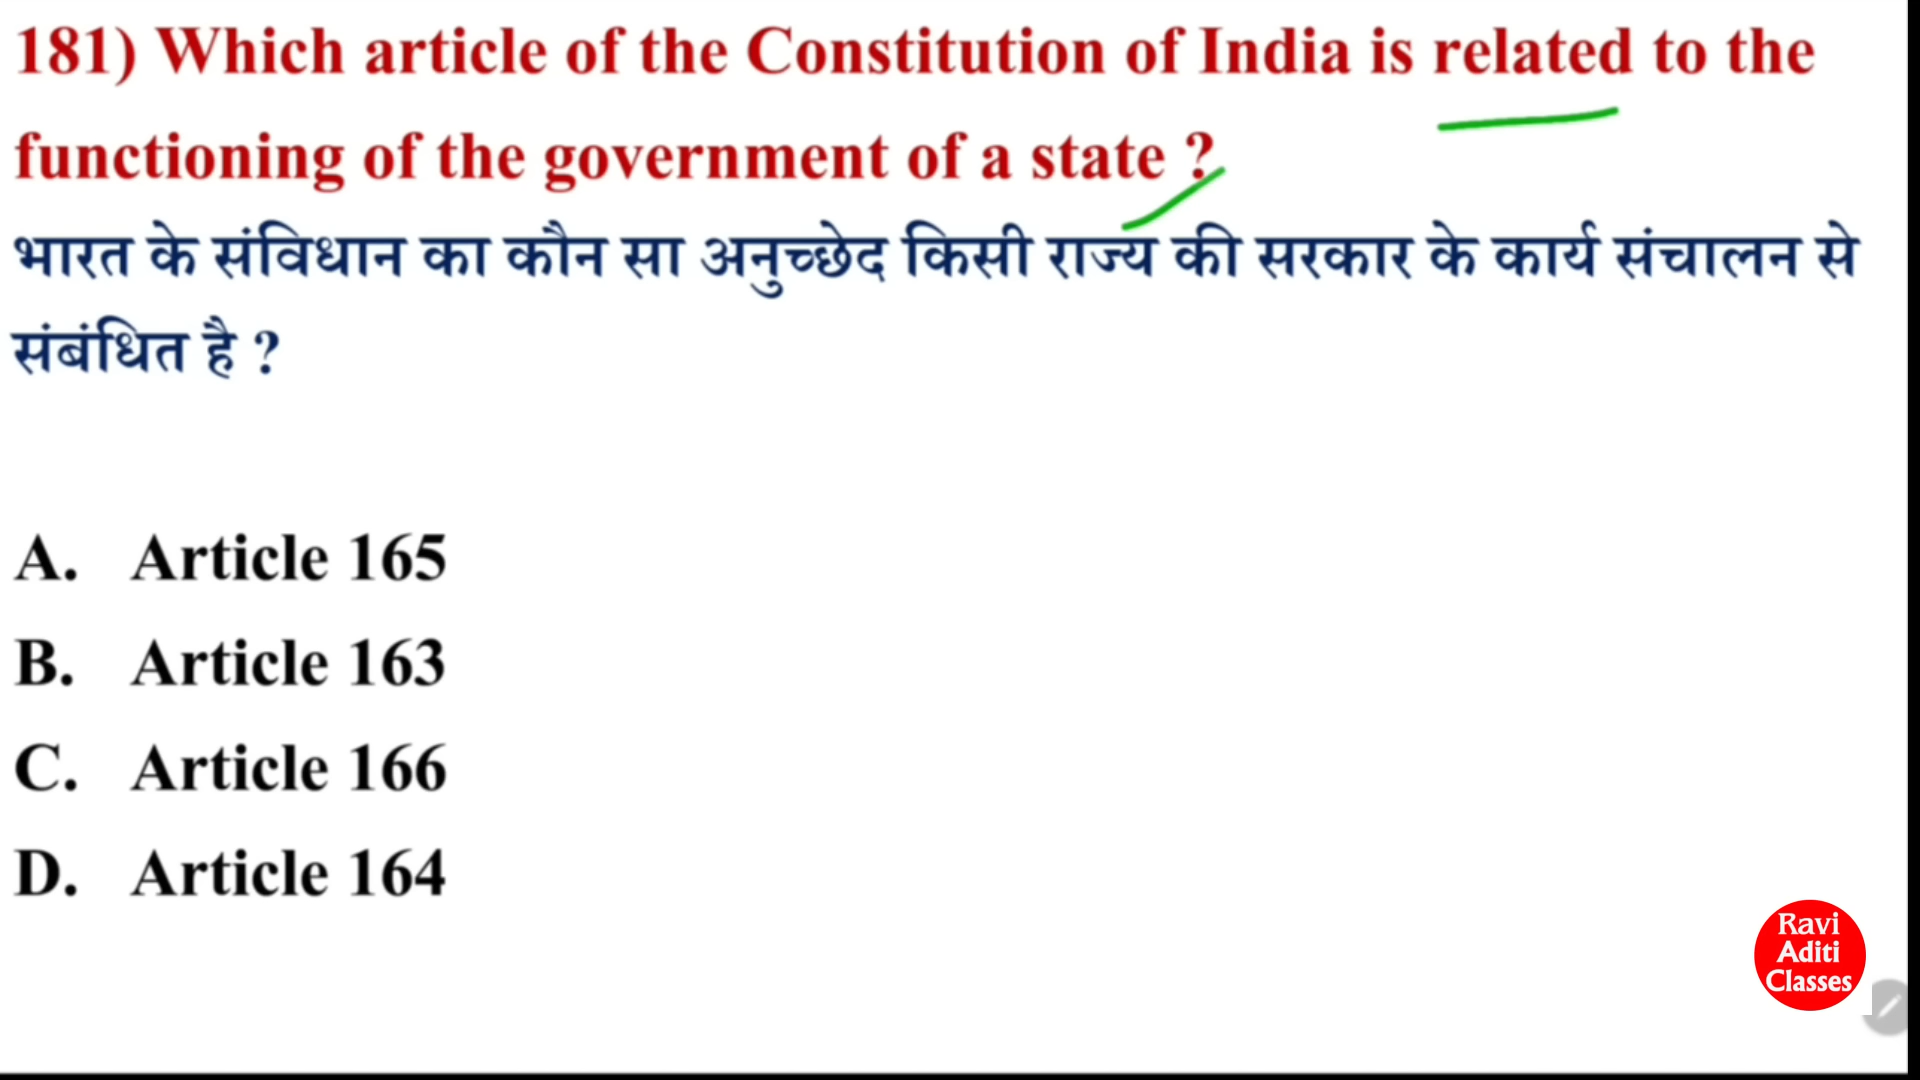 181) Which article of the Constitution of India is related to the
functioning of the government of a state ?
भारत के संविधान का कौन सा अनुच्छेद किसी राज्य की सरकार के कार्य संचालन से
संबंधित है ?
A. Article 165
B. Article 163
C. Article 166
D. Article 164
Ravi
Aditi
Classes